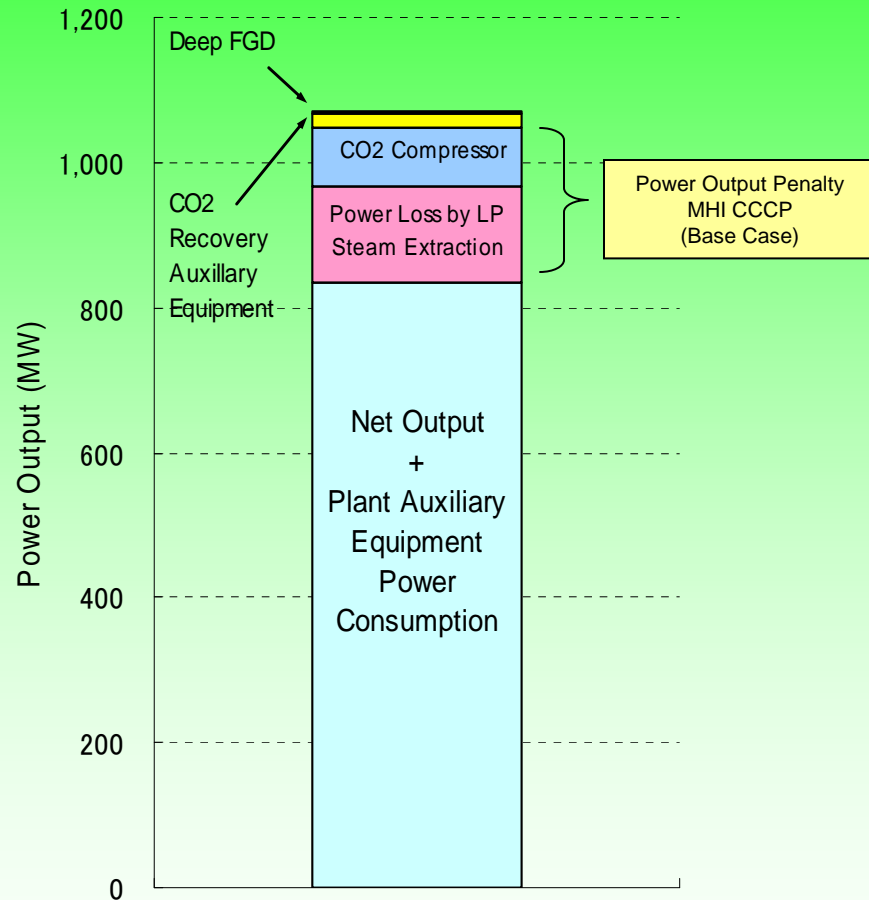 Power Output (MW)
1,200
1,000
800
600
400
200
0
Deep FGD
CO2
Recovery
Auxillary
Equipment
CO2 Compressor
Power Loss by LP
Steam Extraction
Net Output
+
Plant Auxiliary
Equipment
Power
Consumption
Power Output Penalty
MHI CCCP
(Base Case)